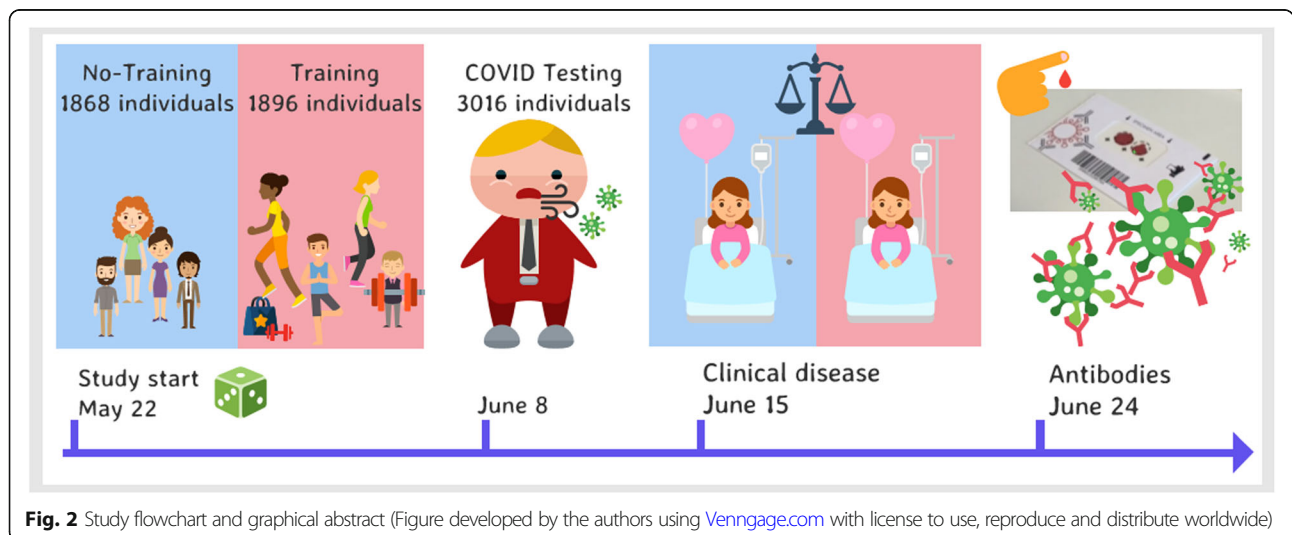 No-Training
1868 individuals
Training
1896 individuals
COVID Testing
3016 individuals
Study start
May 22
June 8
Clinical disease
June 15
Antibodies
June 24
Fig. 2 Study flowchart and graphical abstract (Figure developed by the authors using Venngage.com with license to use, reproduce and distribute worldwide)